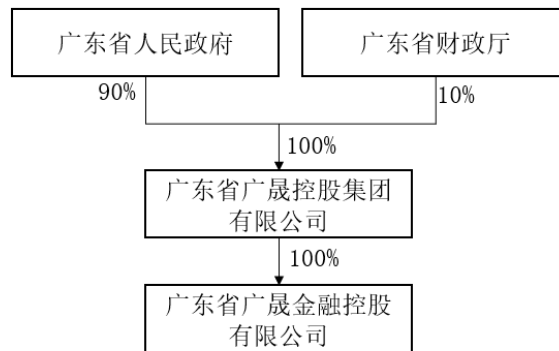 广东省人民政府
广东省财政厅
90%
10%
100%
广东省广晟控股集团
有限公司
100%
广东省广晟金融控股
有限公司